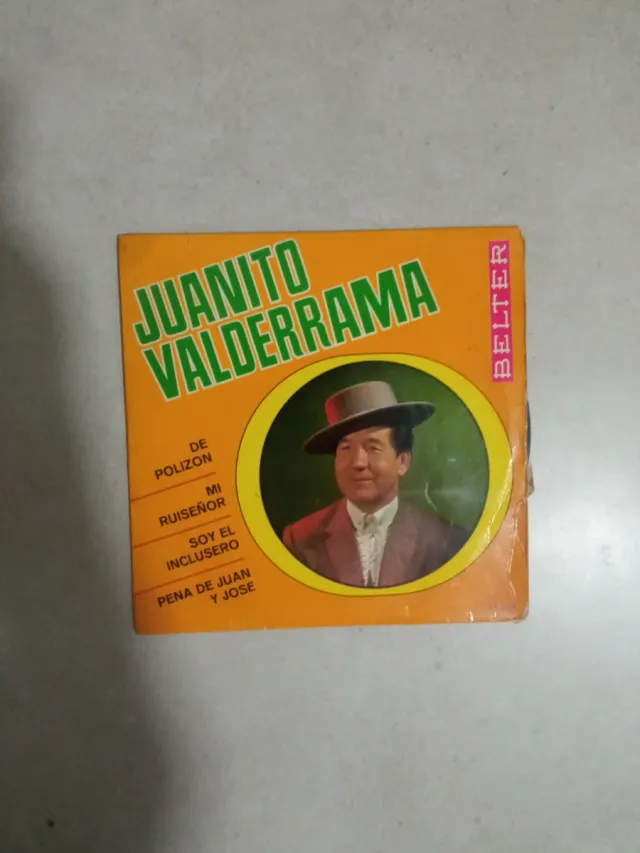 JUANITO
VALDERRAMA
BELTER
DE
POLIZON
MI
RUISEÑOR
SOY EL
INCLUSERO
PENA DE JUAN
Y JOSE